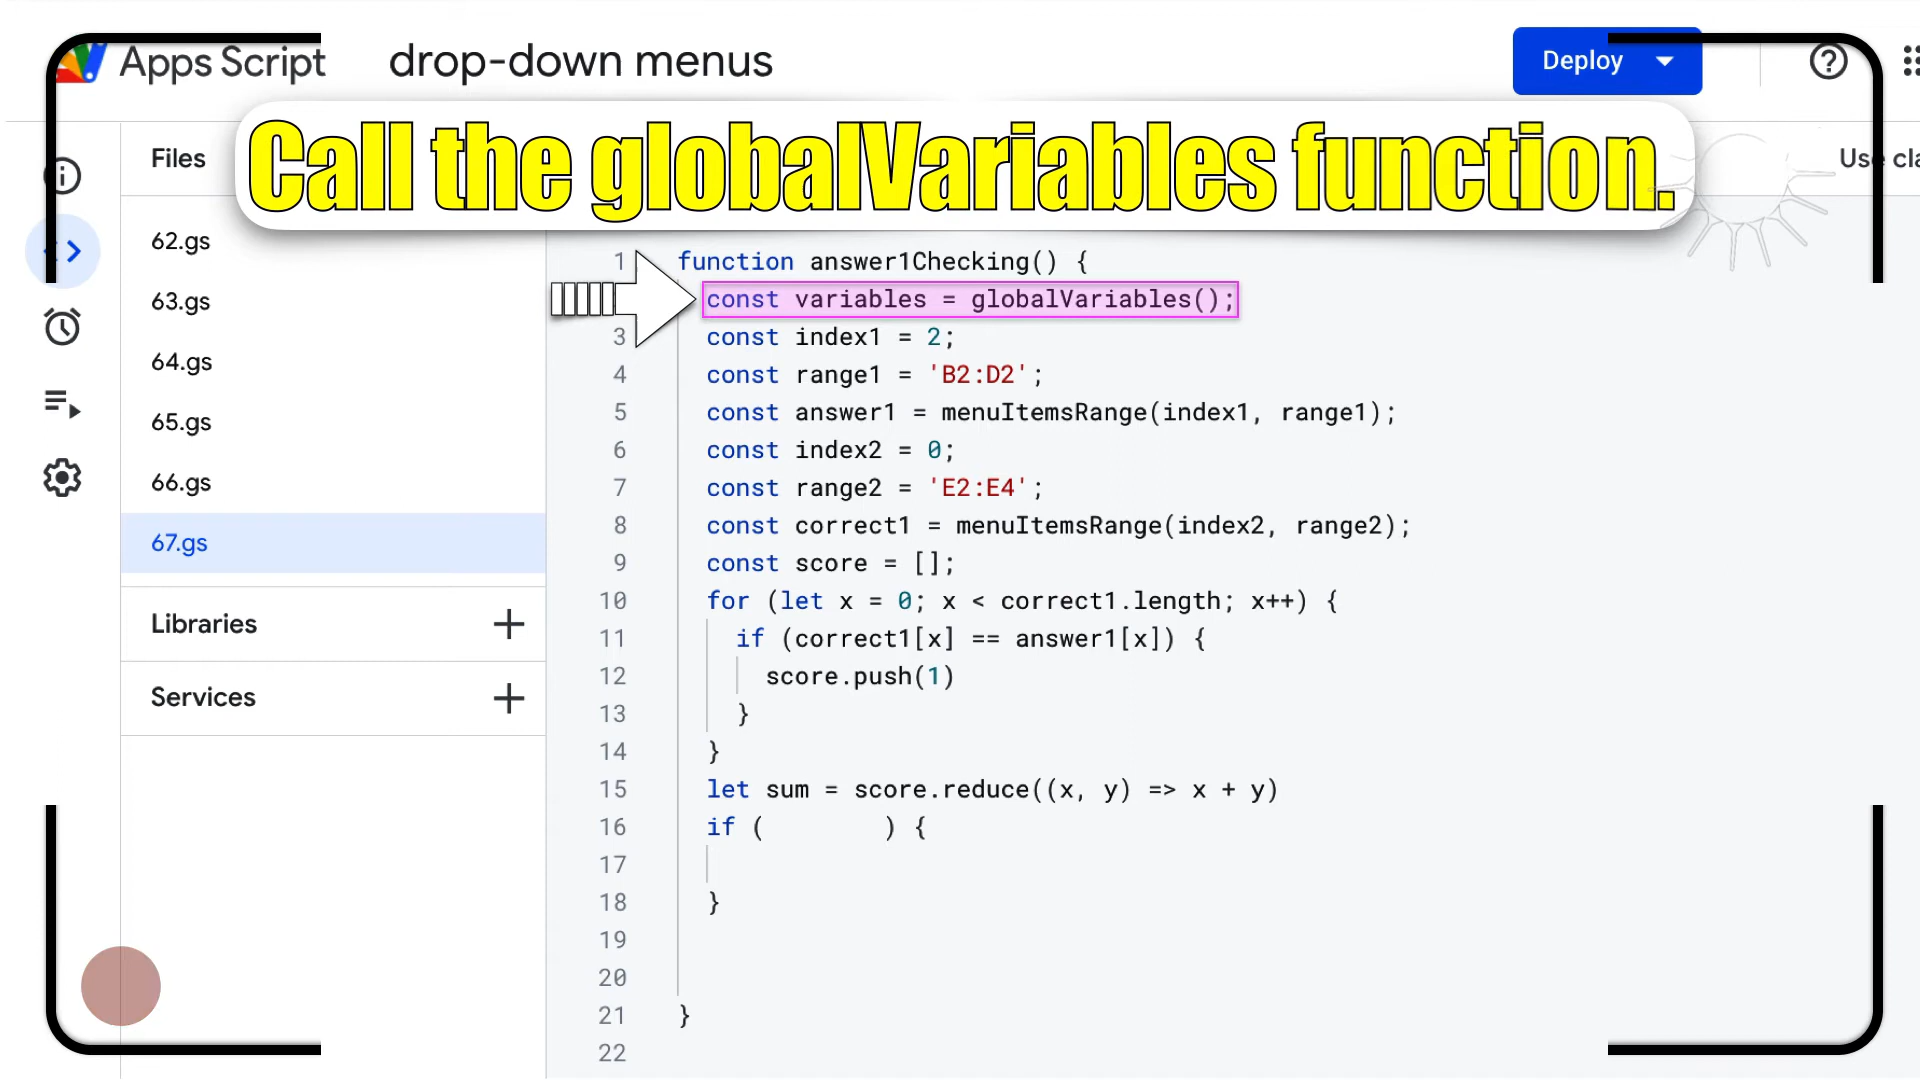 Apps Script
drop-down menus
Deploy
Call the globalVariables function.
Files
62.gs
63.gs
64.gs
65.gs
66.gs
67.gs
Libraries
Services
1 function answer1Checking() {
const variables = globalVariables();
3 const index1 = 2;
4 const range1 = 'B2:D2';
5 const answer1 = menuItemsRange(index1, range1);
6 const index2 = 0;
7 const range2 = 'E2:E4';
8 const correct1 = menuItemsRange(index2, range2);
9 const score = [];
10 for (let x = 0; x < correct1.length; x++) {
11 if (correct1[x] == answer1[x]) {
12 score.push(1)
13 }
14 }
15 let sum = score.reduce((x, y) => x + y)
16 if ( ) {
17
18 }
19
20
21 }
22